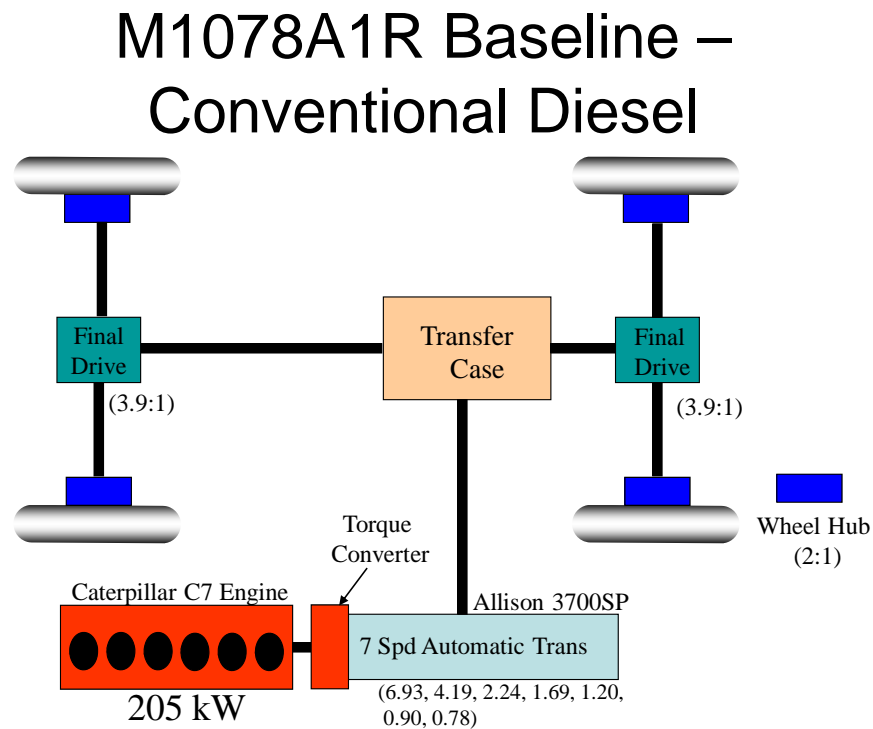 M1078A1R Baseline –
Conventional Diesel
Final
Drive
(3.9:1)
Transfer
Case
Final
Drive
(3.9:1)
Wheel Hub
(2:1)
Torque
Converter
Caterpillar C7 Engine
Allison 3700SP
7 Spd Automatic Trans
205 kW
(6.93, 4.19, 2.24, 1.69, 1.20,
0.90, 0.78)